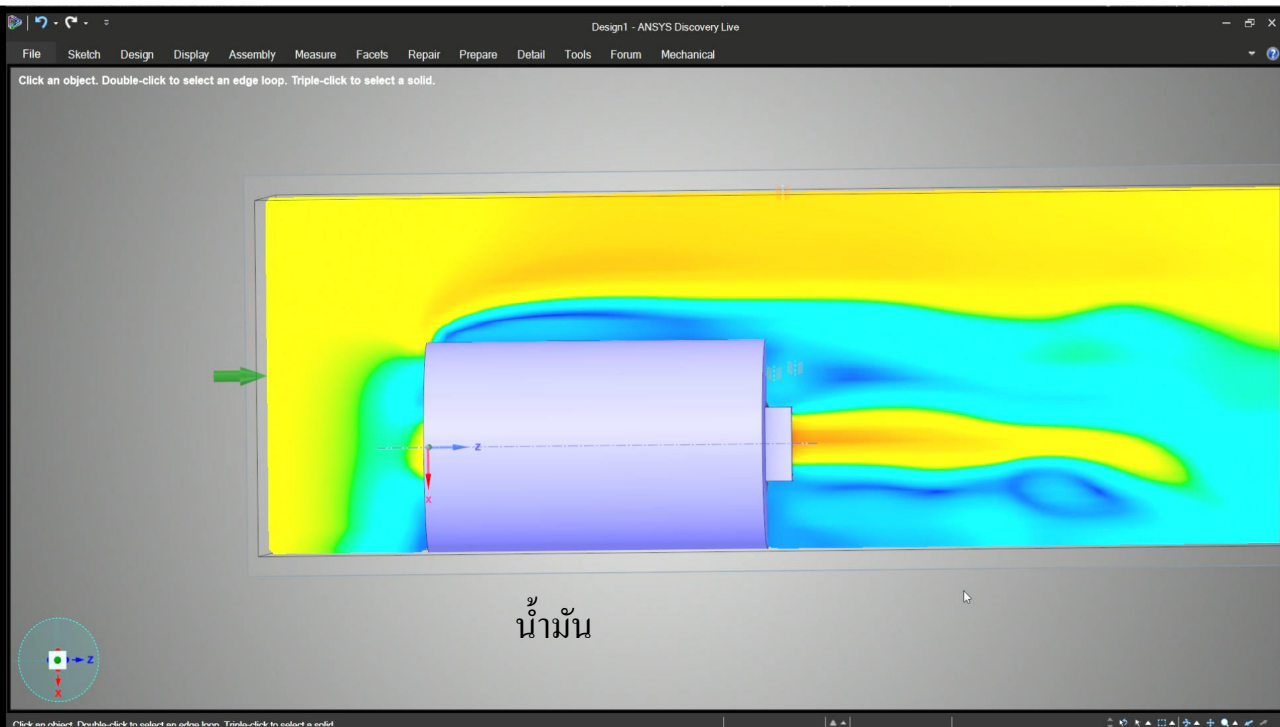 Design1 - ANSYS Discovery Live
File Sketch Design Display Assembly Measure Facets Repair Prepare Detail Tools Forum Mechanical
Click an object. Double-click to select an edge loop. Triple-click to select a solid.
Z
X
น้ำมัน
Z
X
Click an object. Double-click to select an edge loop. Triple-click to select a solid.